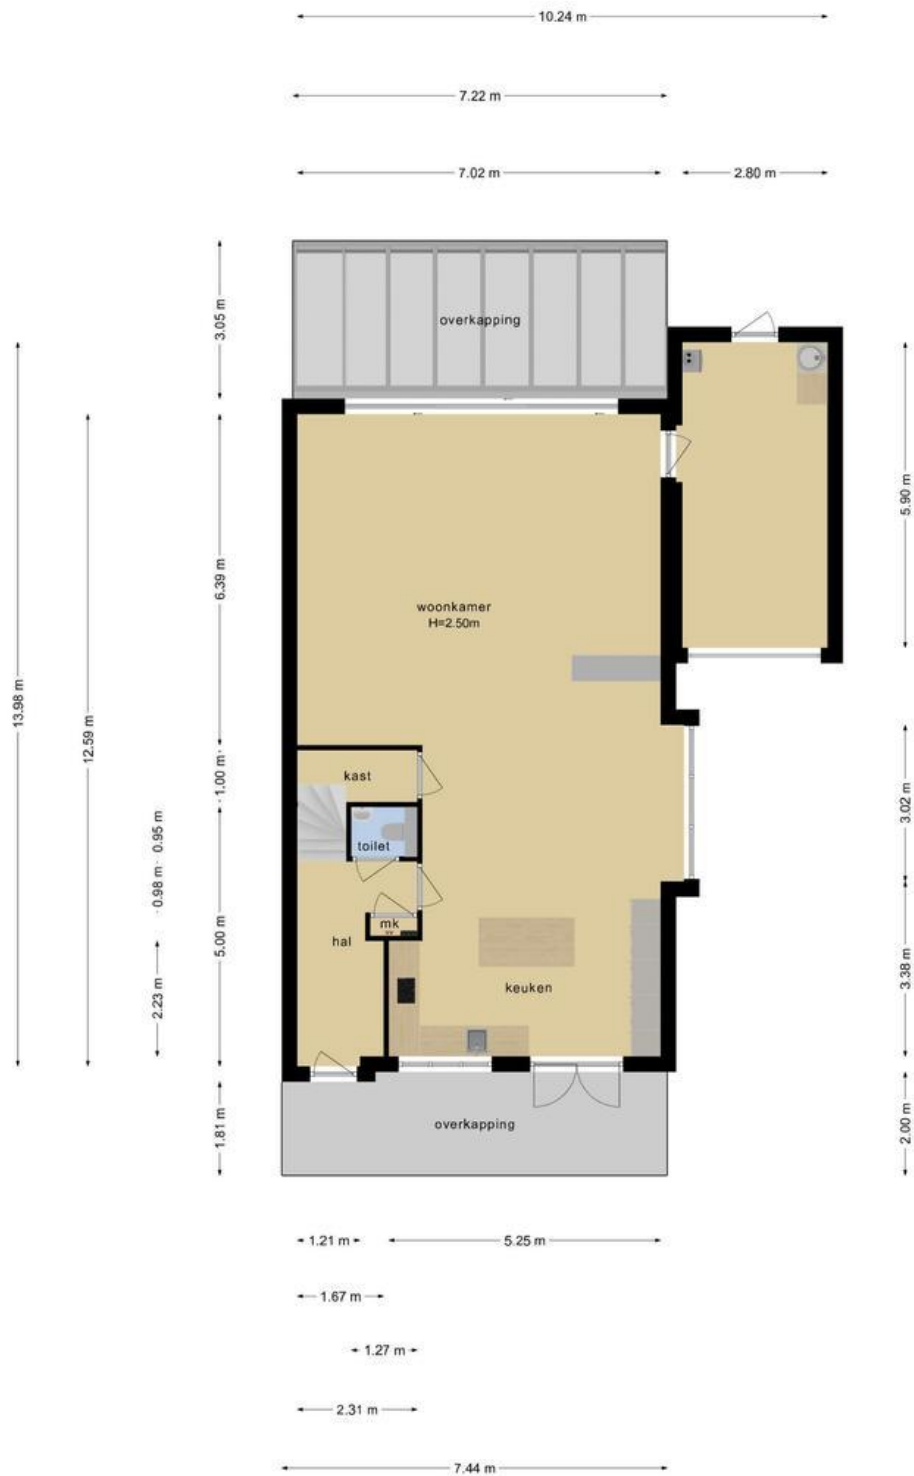 10.24 m
7.22 m
7.02 m
2.80 m
3.05 m
overkapping
5.90 m
6.39 m
woonkamer
H=2.50m
13.98 m
12.59 m
1.00 m
kast
3.02 m
0.95 m
toilet
0.98 m
mk
hal
5.00 m
2.23 m
keuken
3.38 m
1.81 m
overkapping
2.00 m
1.21 m
5.25 m
1.67 m
1.27 m
2.31 m
7.44 m